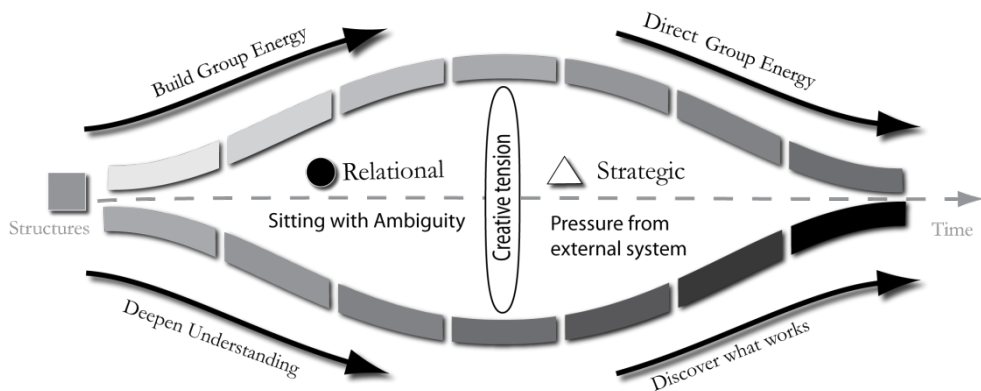 Build Group Energy
Direct Group Energy
Relational
Strategic
Sitting with Ambiguity
Creative tension
Pressure from
external system
Structures
Time
Deepen Understanding
Discover what works